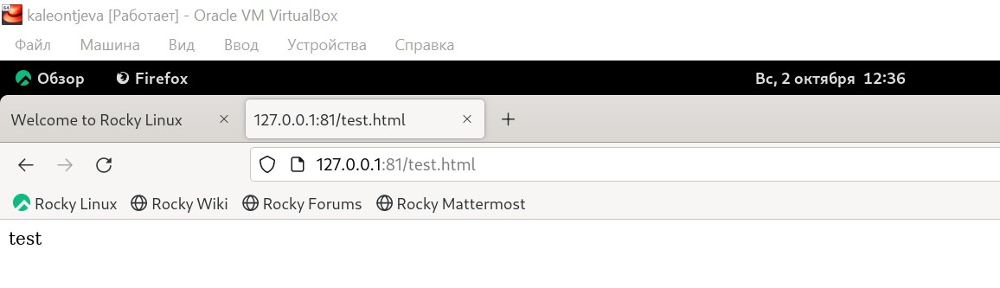 64
kaleontjeva [Работает] - Oracle VM VirtualBox
Файл Машина Вид Ввод Устройства Справка
Обзор Firefox Вс, 2 октября 12:36
Welcome to Rocky Linux 127.0.0.1:81/test.html
127.0.0.1:81/test.html
Rocky Linux Rocky Wiki Rocky Forums Rocky Mattermost
test